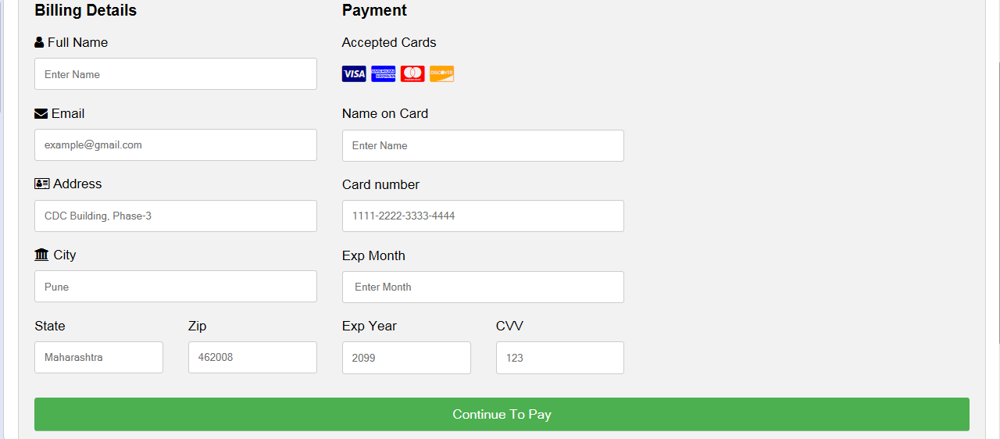 Billing Details
Full Name
Enter Name
Email
example@gmail.com
Address
CDC Building, Phase-3
City
Pune
State Zip
Maharashtra 462008
Payment
Accepted Cards
VISA AMERICAN EXPRESS mastercard DISCOVER
Name on Card
Enter Name
Card number
1111-2222-3333-4444
Exp Month
Enter Month
Exp Year CVV
2099 123
Continue To Pay